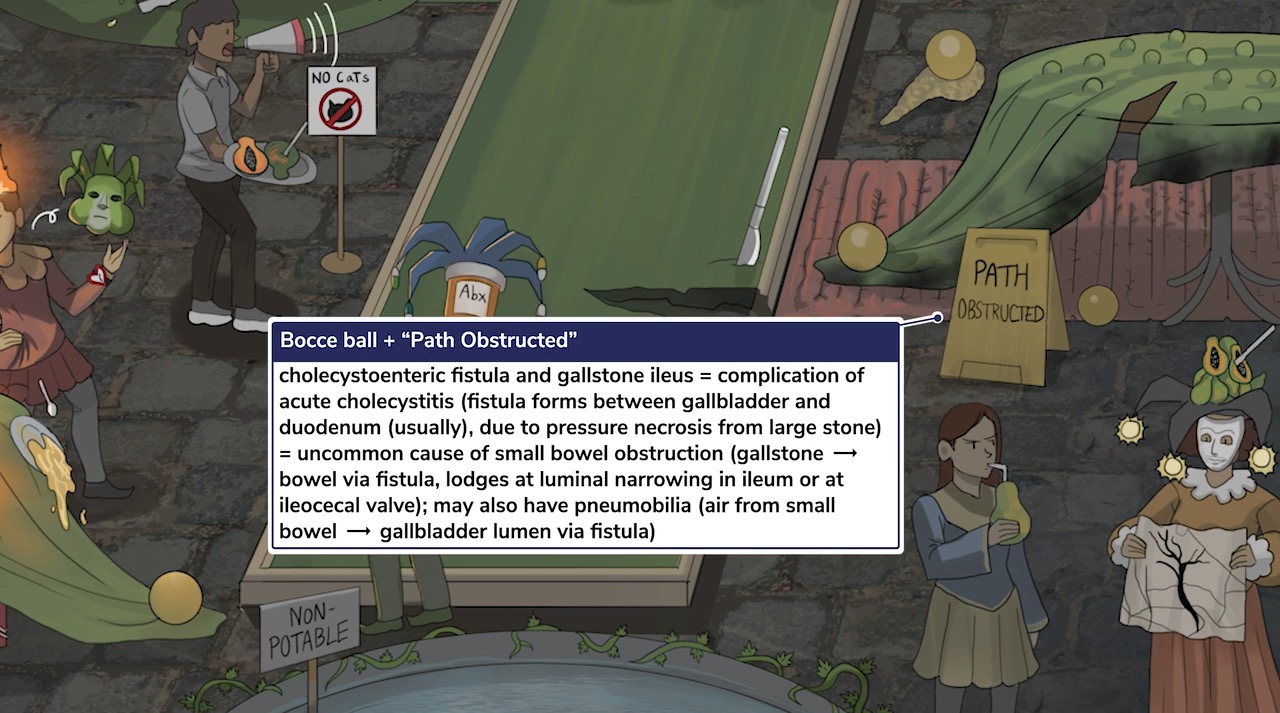 NO CaTs
Abx
PATH
OBSTRUCTED
Bocce ball + “Path Obstructed”
cholecystoenteric fistula and gallstone ileus = complication of
acute cholecystitis (fistula forms between gallbladder and
duodenum (usually), due to pressure necrosis from large stone)
= uncommon cause of small bowel obstruction (gallstone ⟶
bowel via fistula, lodges at luminal narrowing in ileum or at
ileocecal valve); may also have pneumobilia (air from small
bowel ⟶ gallbladder lumen via fistula)
NON-
POTABLE